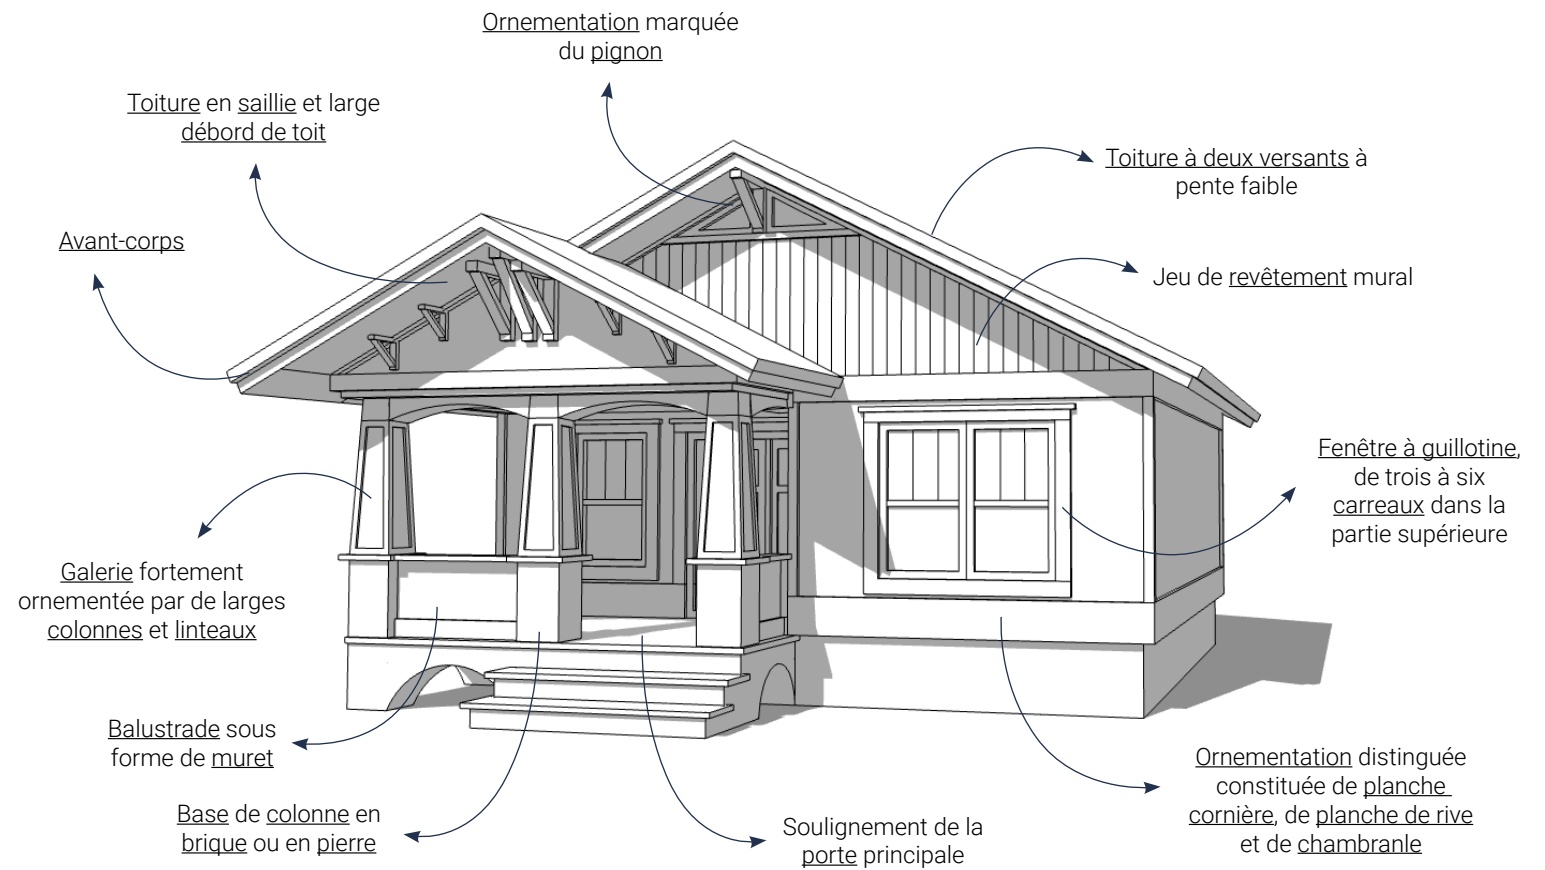 Ornementation marquée
du pignon
Toiture en saillie et large
débord de toit
Toiture à deux versants à
pente faible
Avant-corps
Jeu de revêtement mural
Fenêtre à guillotine,
de trois à six
carreaux dans la
partie supérieure
Galerie fortement
ornementée par de larges
colonnes et linteaux
Balustrade sous
forme de muret
Ornementation distinguée
constituée de planche
cornière, de planche de rive
et de chambranle
Base de colonne en
brique ou en pierre
Soulignement de la
porte principale